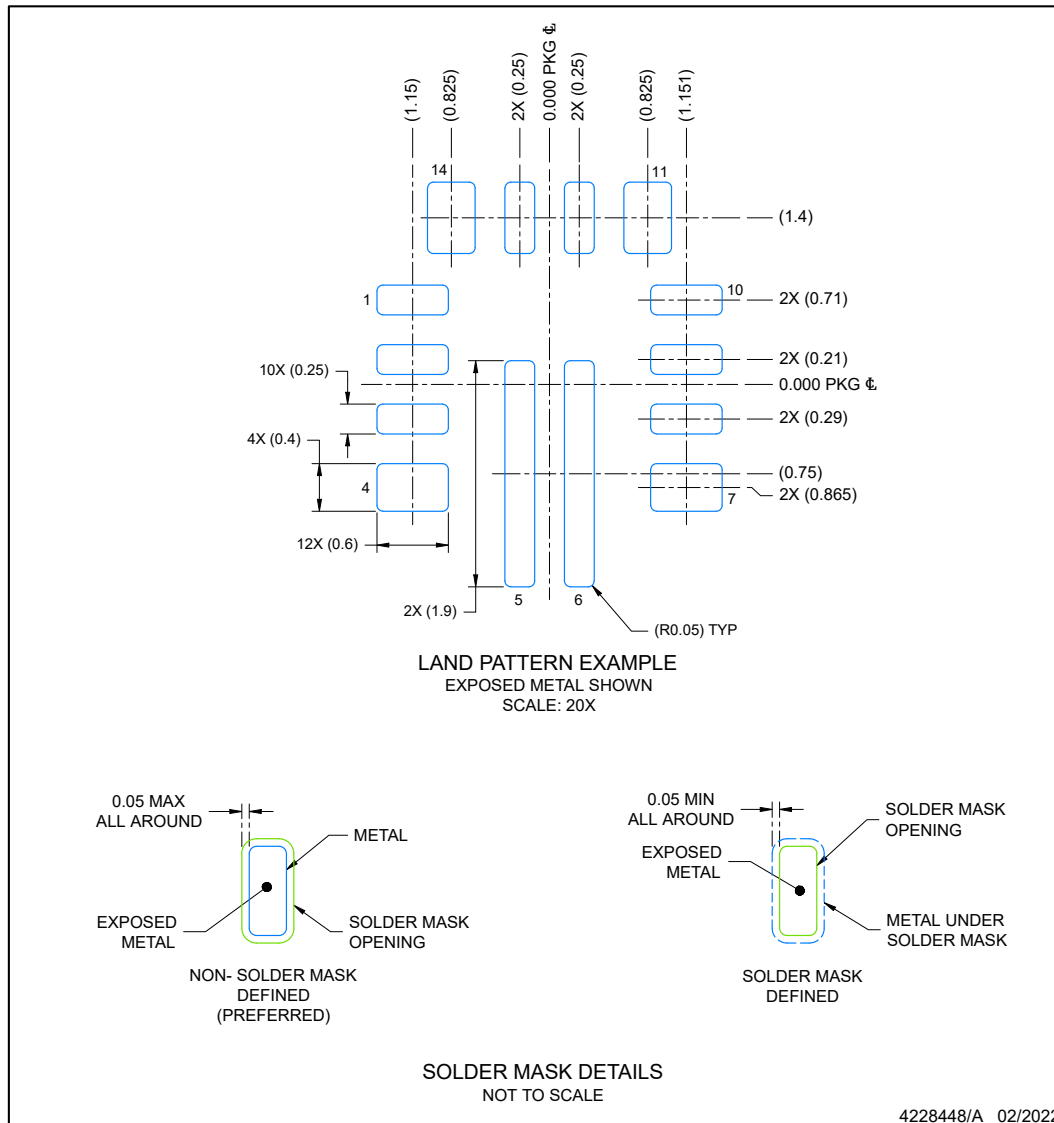 (1.15)
(0.825)
2X (0.25)
0.000 PKG ℄
2X (0.25)
(0.825)
(1.151)
14
11
(1.4)
1
10
2X (0.71)
10X (0.25)
2X (0.21)
0.000 PKG ℄
2X (0.29)
4X (0.4)
(0.75)
4
7
2X (0.865)
12X (0.6)
2X (1.9)
5
6
(R0.05) TYP
LAND PATTERN EXAMPLE
EXPOSED METAL SHOWN
SCALE: 20X
0.05 MAX
ALL AROUND
METAL
EXPOSED
METAL
SOLDER MASK
OPENING
NON- SOLDER MASK
DEFINED
(PREFERRED)
0.05 MIN
ALL AROUND
SOLDER MASK
OPENING
EXPOSED
METAL
METAL UNDER
SOLDER MASK
SOLDER MASK
DEFINED
SOLDER MASK DETAILS
NOT TO SCALE
4228448/A 02/2022